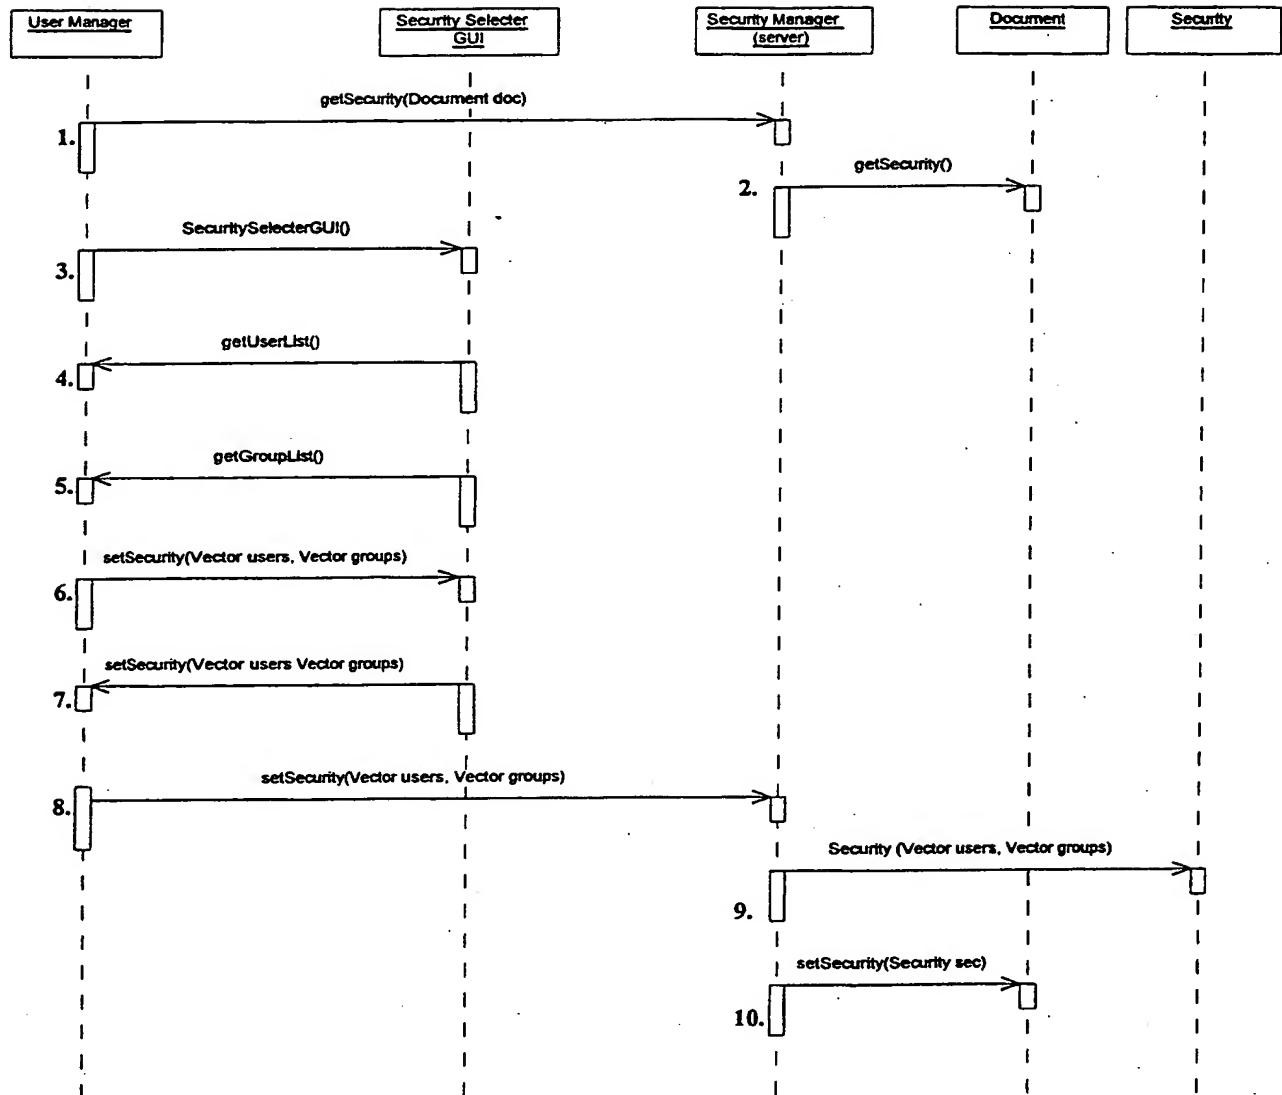 User Manager
Security Selecter
GUI
Security Manager
(server)
Document
Security
getSecurity(Document doc)
1.
getSecurity()
2.
SecuritySelecterGUI()
3.
getUserList()
4.
getGroupList()
5.
setSecurity(Vector users, Vector groups)
6.
setSecurity(Vector users Vector groups)
7.
setSecurity(Vector users, Vector groups)
8.
Security (Vector users, Vector groups)
9.
setSecurity(Security sec)
10.